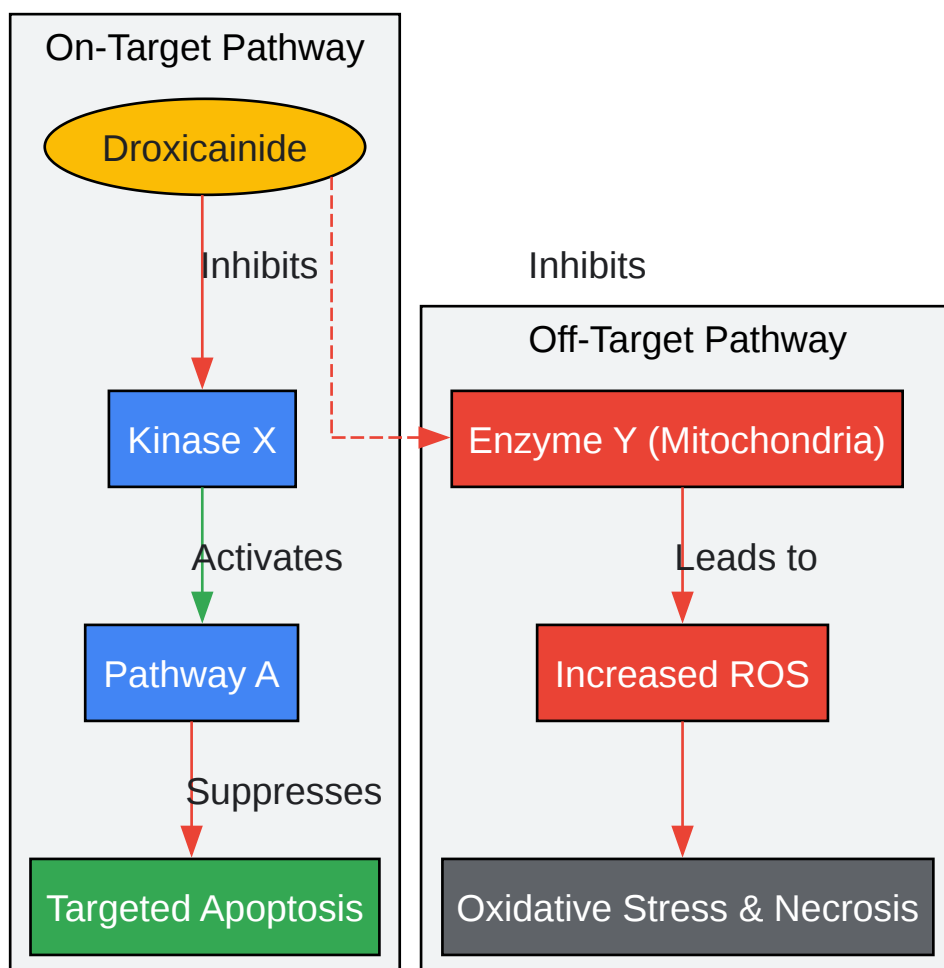 On-Target Pathway
Droxicainide
Inhibits
Kinase X
Activates
Pathway A
Suppresses
Targeted Apoptosis
Inhibits
Off-Target Pathway
Enzyme Y (Mitochondria)
Leads to
Increased ROS
Oxidative Stress & Necrosis